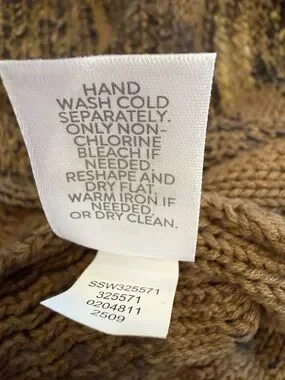 HAND
WASH COLD
SEPARATELY.
ONLY NON-
CHLORINE
BLEACH IF
NEEDED.
RESHAPE AND
DRY FLAT.
WARM IRON IF
NEEDED.
OR DRY CLEAN.
SSW325571
325571
0204811
2509